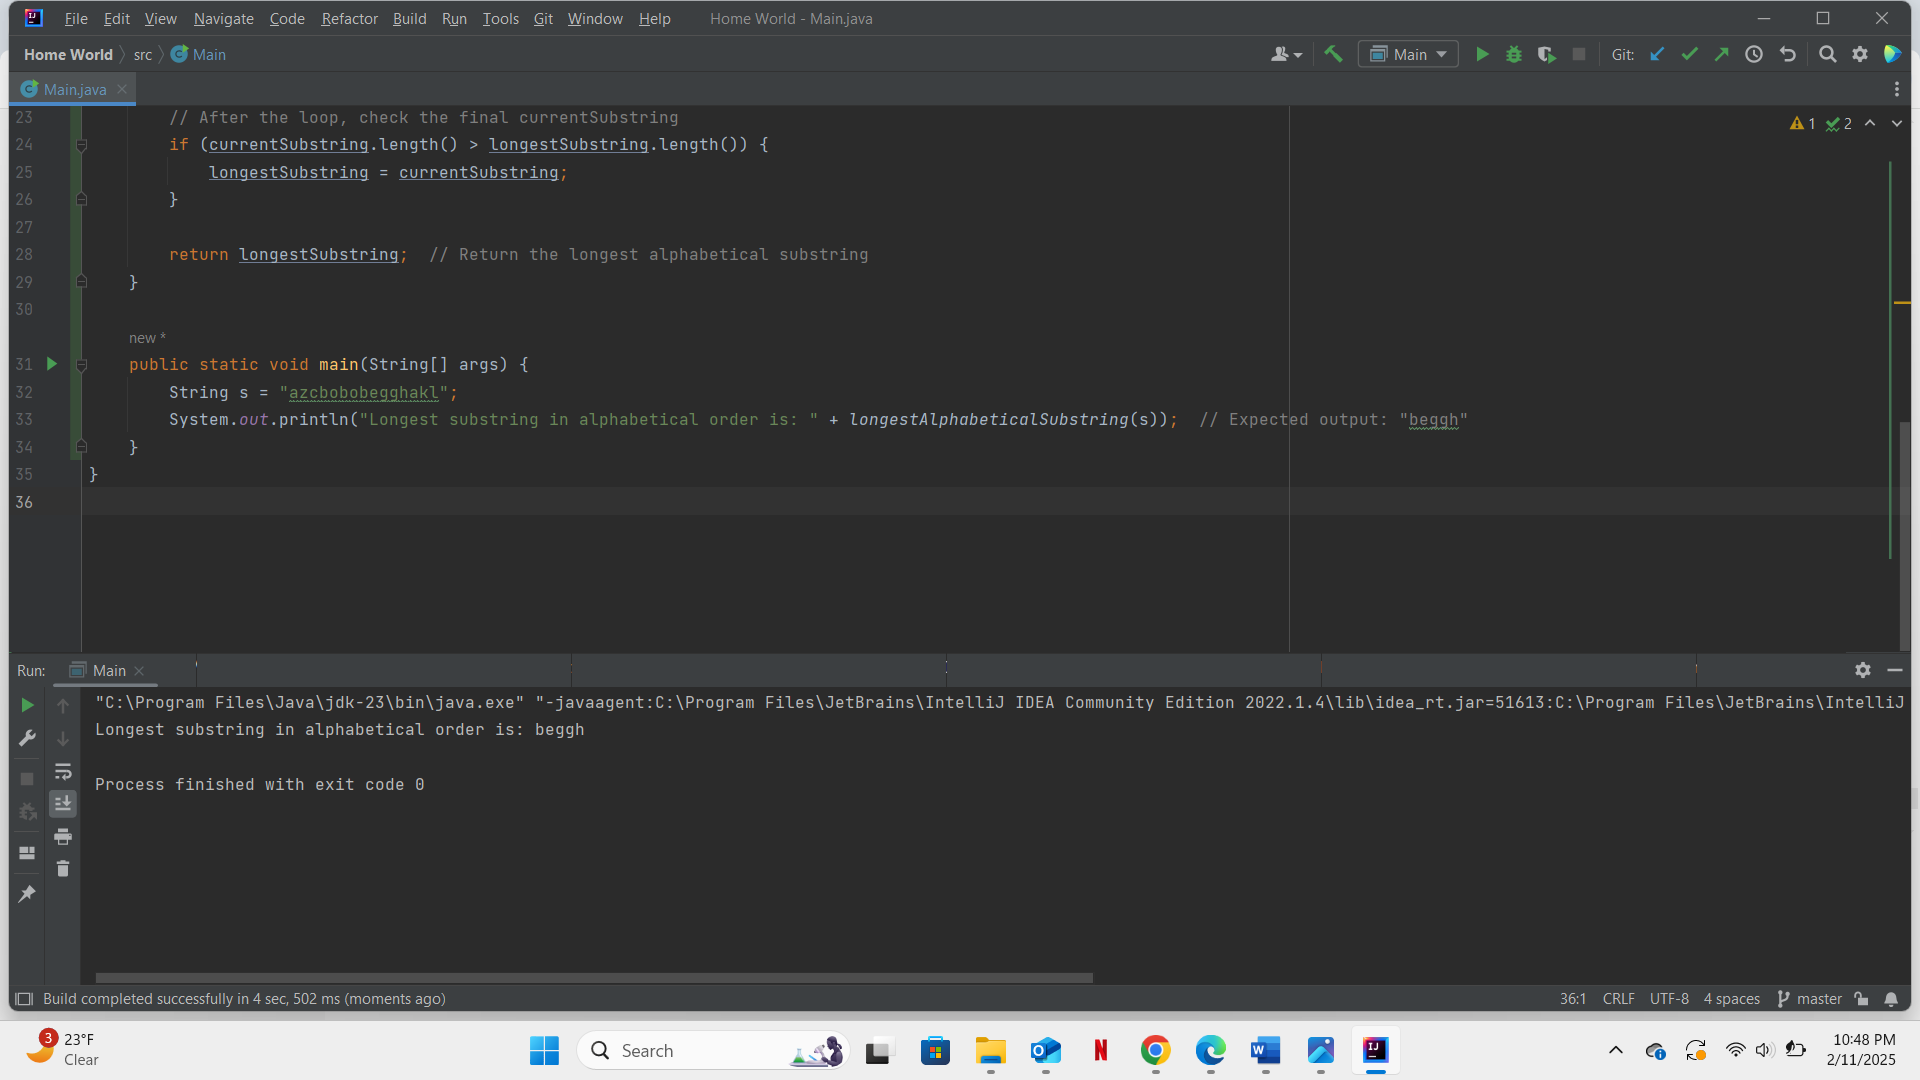 File Edit View Navigate Code Refactor Build Run Tools Git Window Help Home World - Main.java
Home World src Main Main Git:
Main.java
23 // After the loop, check the final currentSubstring
1 2
24 if (currentSubstring.length() > longestSubstring.length()) {
25 longestSubstring = currentSubstring;
26 }
27
28 return longestSubstring; // Return the longest alphabetical substring
29 }
30
new *
31 public static void main(String[] args) {
32 String s = "azcbobobegghakl";
33 System.out.println("Longest substring in alphabetical order is: " + longestAlphabeticalSubstring(s)); // Expected output: "beggh"
34 }
35 }
36
Run: Main
"C:\Program Files\Java\jdk-23\bin\java.exe" "-javaagent:C:\Program Files\JetBrains\IntelliJ IDEA Community Edition 2022.1.4\lib\idea_rt.jar=51613:C:\Program Files\JetBrains\IntelliJ
Longest substring in alphabetical order is: beggh
Process finished with exit code 0
Build completed successfully in 4 sec, 502 ms (moments ago) 36:1 CRLF UTF-8 4 spaces master
3 23°F
Clear
Search
10:48 PM
2/11/2025